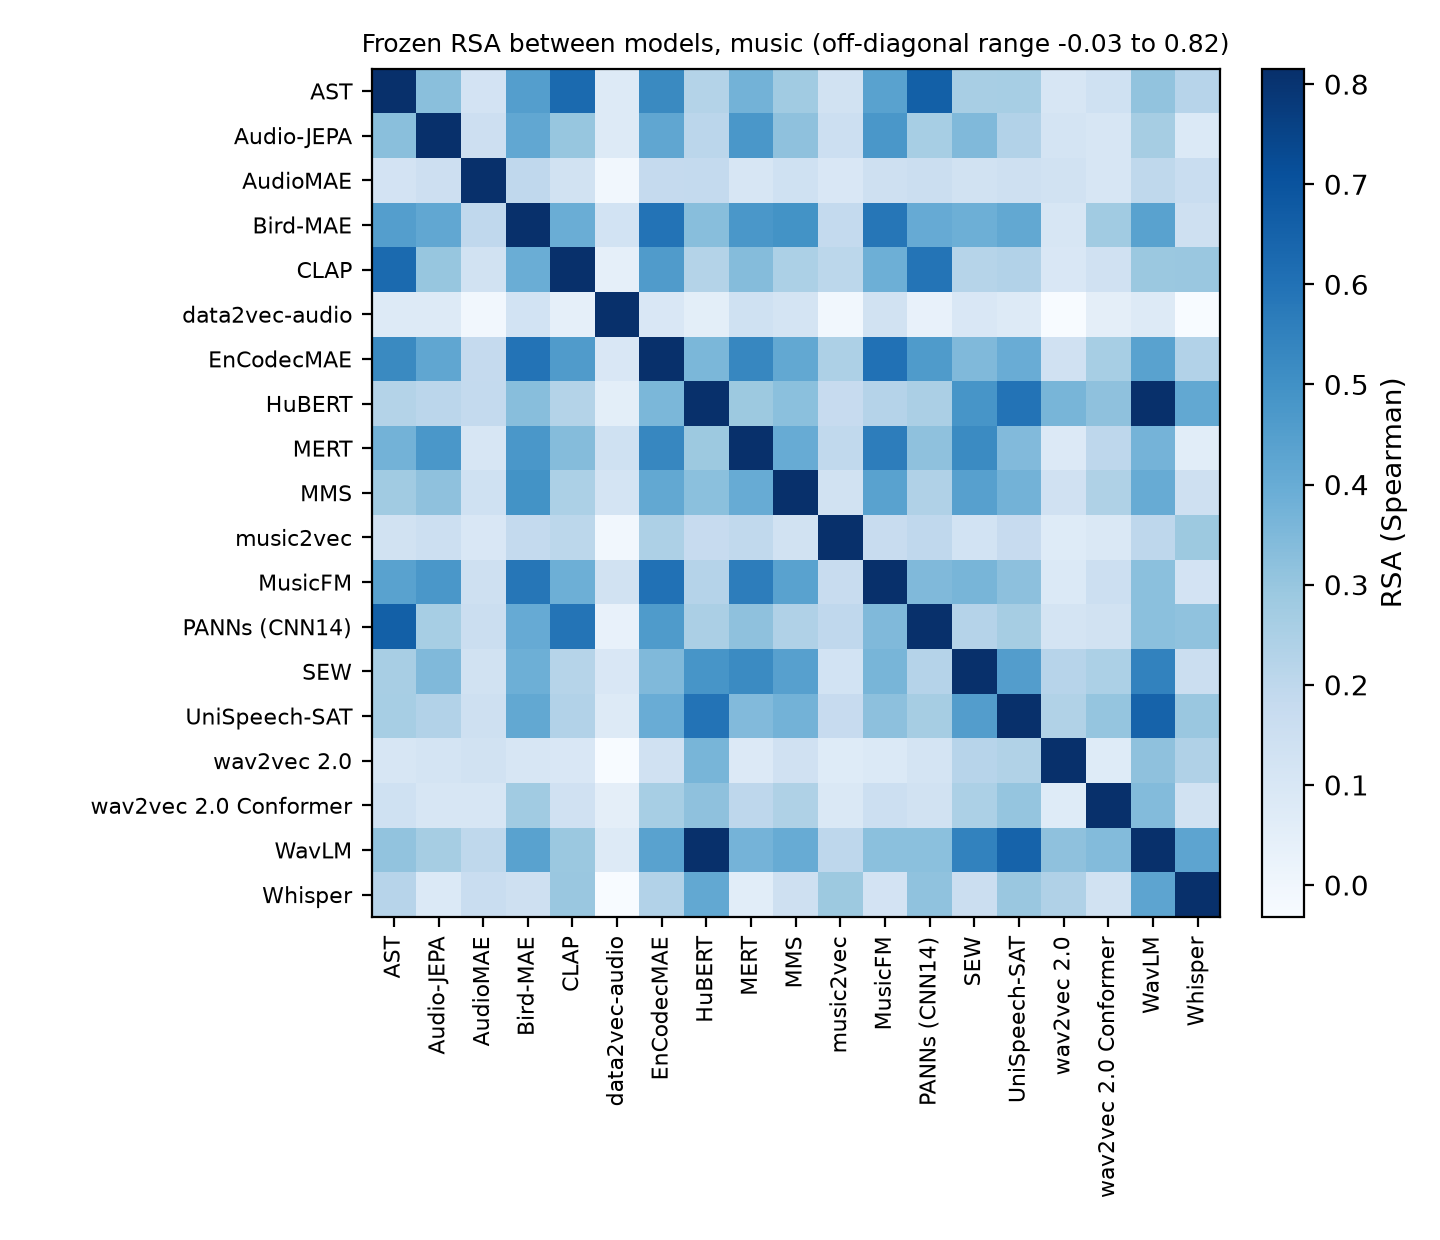 Frozen RSA between models, music (off-diagonal range -0.03 to 0.82)
AST
Audio-JEPA
AudioMAE
Bird-MAE
CLAP
data2vec-audio
EnCodecMAE
HuBERT
MERT
MMS
music2vec
MusicFM
PANNs (CNN14)
SEW
UniSpeech-SAT
wav2vec 2.0
wav2vec 2.0 Conformer
WavLM
Whisper
AST
Audio-JEPA
AudioMAE
Bird-MAE
CLAP
data2vec-audio
EnCodecMAE
HuBERT
MERT
MMS
music2vec
MusicFM
PANNs (CNN14)
SEW
UniSpeech-SAT
wav2vec 2.0
wav2vec 2.0 Conformer
WavLM
Whisper
0.8
0.7
0.6
0.5
0.4
0.3
0.2
0.1
0.0
RSA (Spearman)